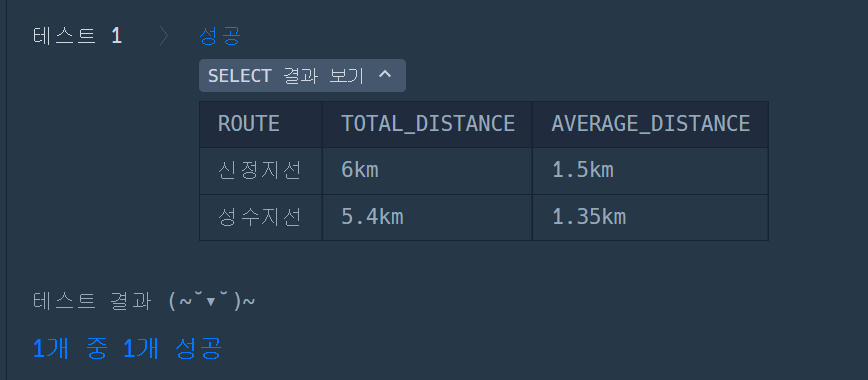 테스트 1 〉 성공
SELECT 결과 보기 ^
ROUTE TOTAL_DISTANCE AVERAGE_DISTANCE
신정지선 6km 1.5km
성수지선 5.4km 1.35km
테스트 결과 (~˘▾˘)~
1개 중 1개 성공